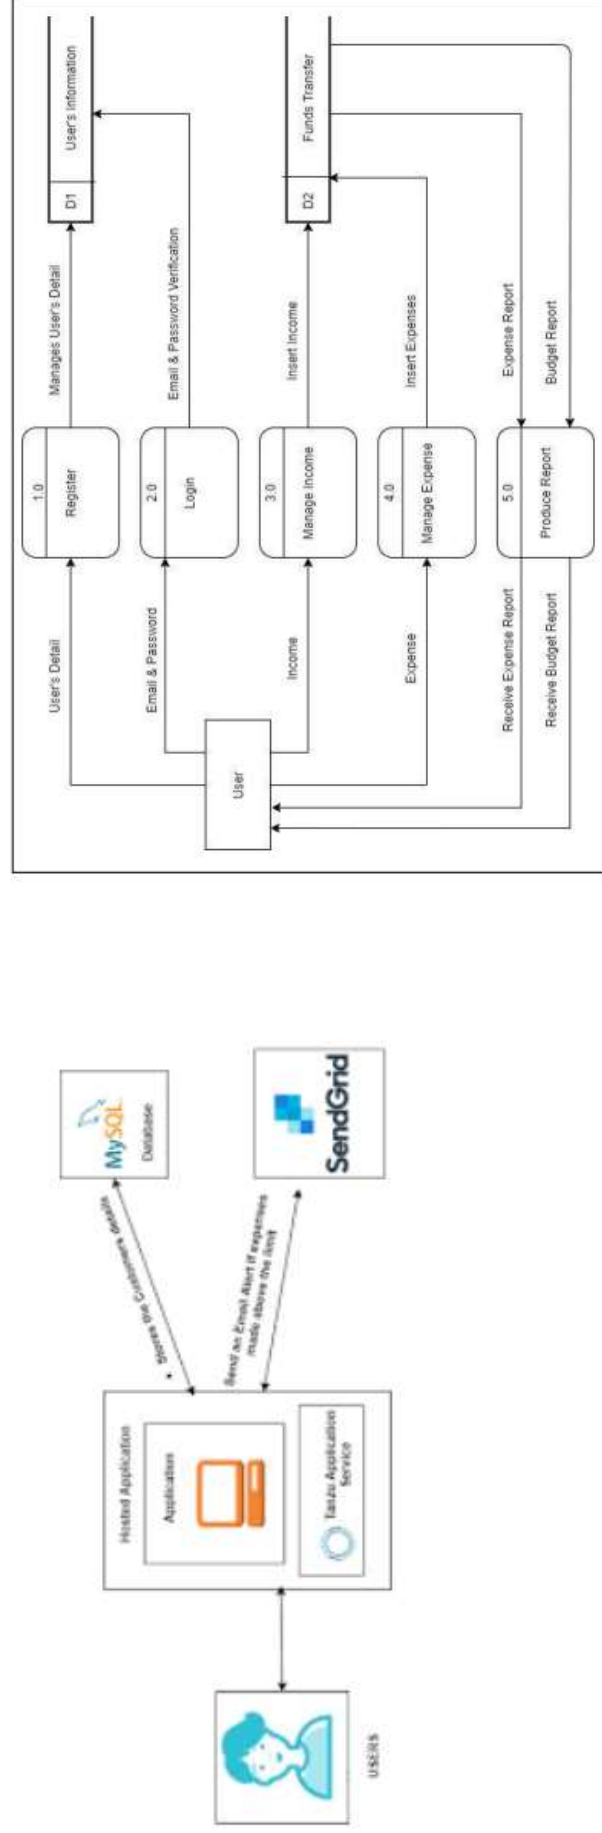 USERS
Hosted Application
Application
Tanzu Application
Service
• Stores the Customers details
Send an Email Alert if expenses
made above the limit
MySQL
Database
SendGrid
User
User's Detail
Email & Password
Income
Expense
Receive Expense Report
Receive Budget Report
1.0
Register
2.0
Login
3.0
Manage Income
4.0
Manage Expense
5.0
Produce Report
Manages User's Detail
Email & Password Verification
Insert Income
Insert Expenses
Expense Report
Budget Report
D1
User's Information
D2
Funds Transfer